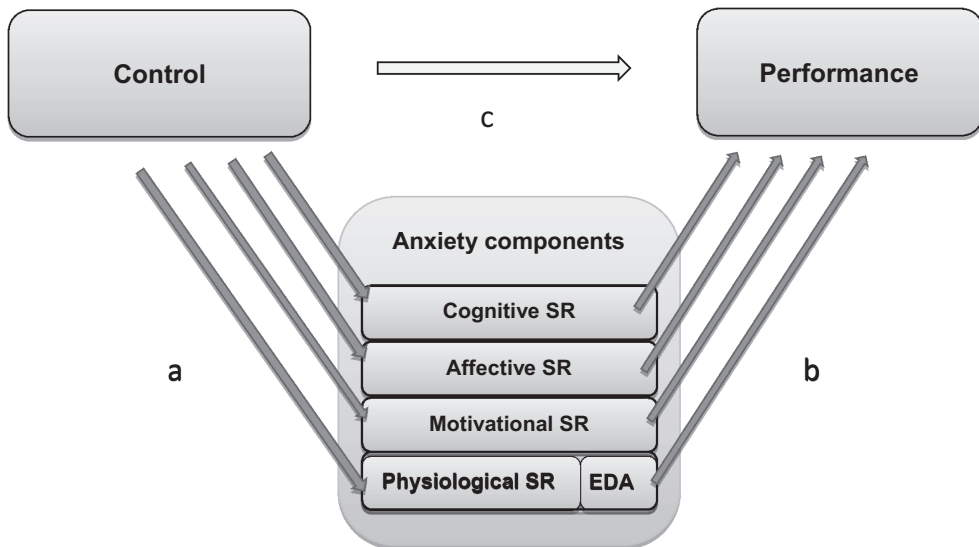 Control
Performance
c
Anxiety components
Cognitive SR
a
Affective SR
b
Motivational SR
Physiological SR EDA